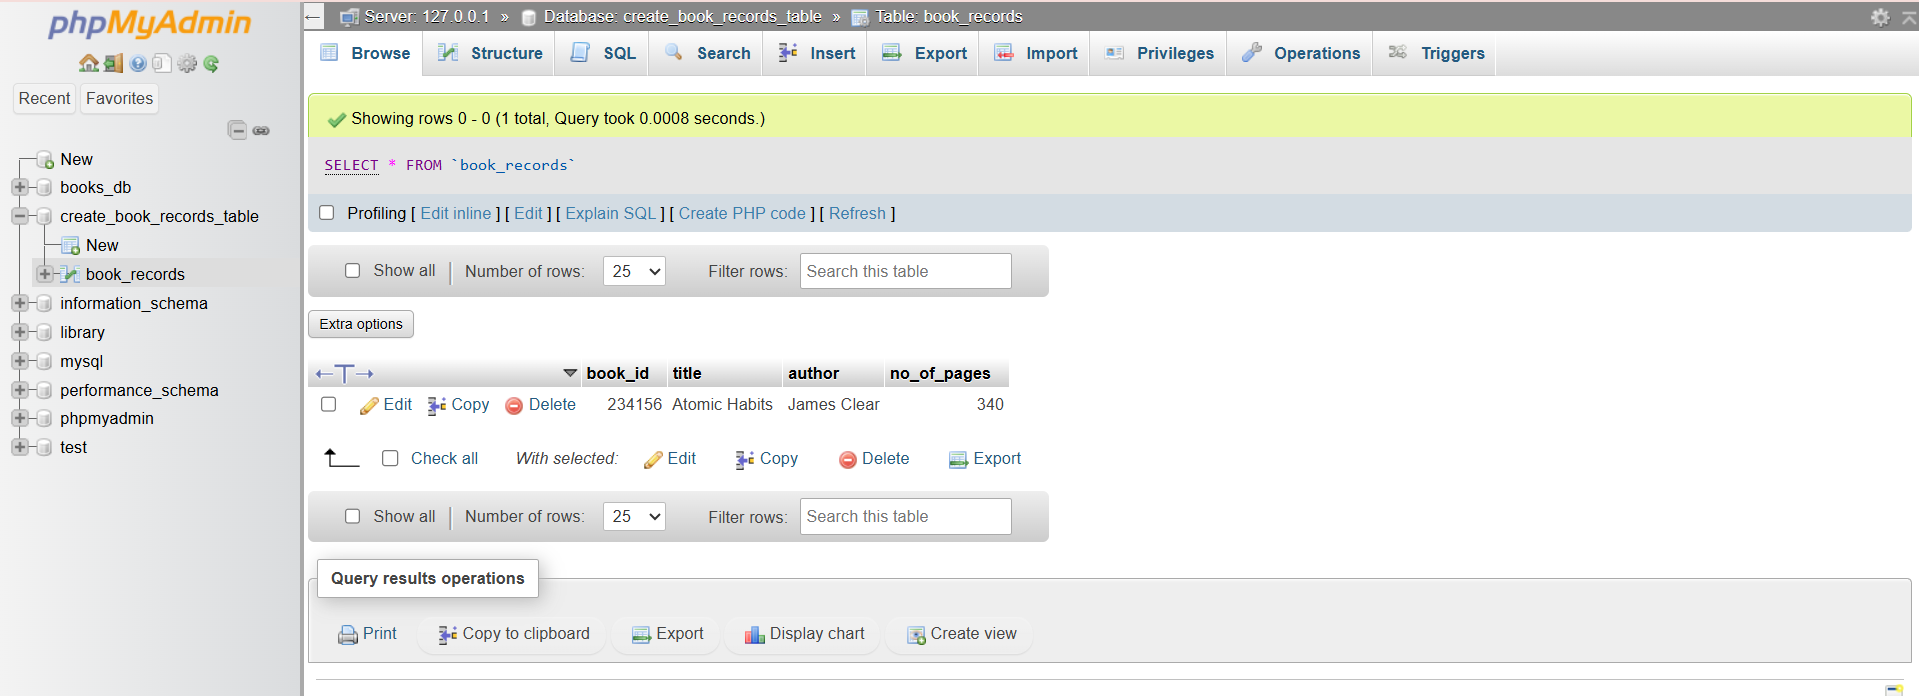 phpMyAdmin
Recent Favorites
New
books_db
create_book_records_table
New
book_records
information_schema
library
mysql
performance_schema
phpmyadmin
test
Server: 127.0.0.1 » Database: create_book_records_table » Table: book_records
Browse Structure SQL Search Insert Export Import Privileges Operations Triggers
Showing rows 0 - 0 (1 total, Query took 0.0008 seconds.)
SELECT * FROM `book_records`
Profiling [ Edit inline ] [ Edit ] [ Explain SQL ] [ Create PHP code ] [ Refresh ]
Show all | Number of rows: 25 Filter rows: Search this table
Extra options
←T→ book_id title author no_of_pages
Edit Copy Delete 234156 Atomic Habits James Clear 340
Check all With selected: Edit Copy Delete Export
Show all | Number of rows: 25 Filter rows: Search this table
Query results operations
Print Copy to clipboard Export Display chart Create view